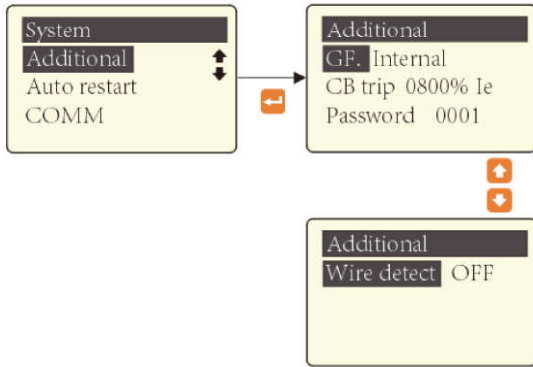 System
Additional
Auto restart
COMM
Additional
GF. Internal
CB trip 0800% Ie
Password 0001
Additional
Wire detect OFF